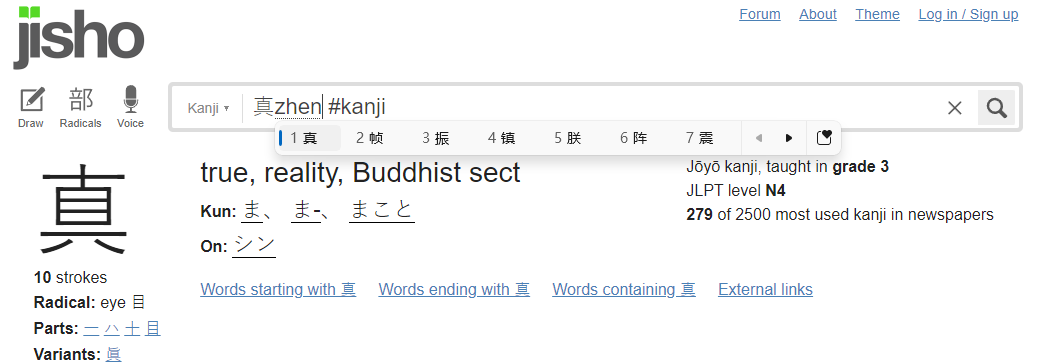 jisho
Forum About Theme Log in / Sign up
部
Draw Radicals Voice
Kanji ▾ 真zhen #kanji
1 真 2 帧 3 振 4 镇 5 朕 6 阵 7 震
真
true, reality, Buddhist sect
Kun: ま、 ま-、 まこと
On: シン
Jōyō kanji, taught in grade 3
JLPT level N4
279 of 2500 most used kanji in newspapers
10 strokes
Radical: eye 目
Parts: 一 ハ 土 目
Variants: 眞
Words starting with 真 Words ending with 真 Words containing 真 External links